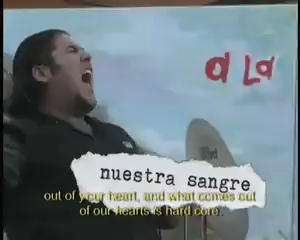 a La
nuestra sangre
out of your heart, and what comes out
of our hearts is hard core.